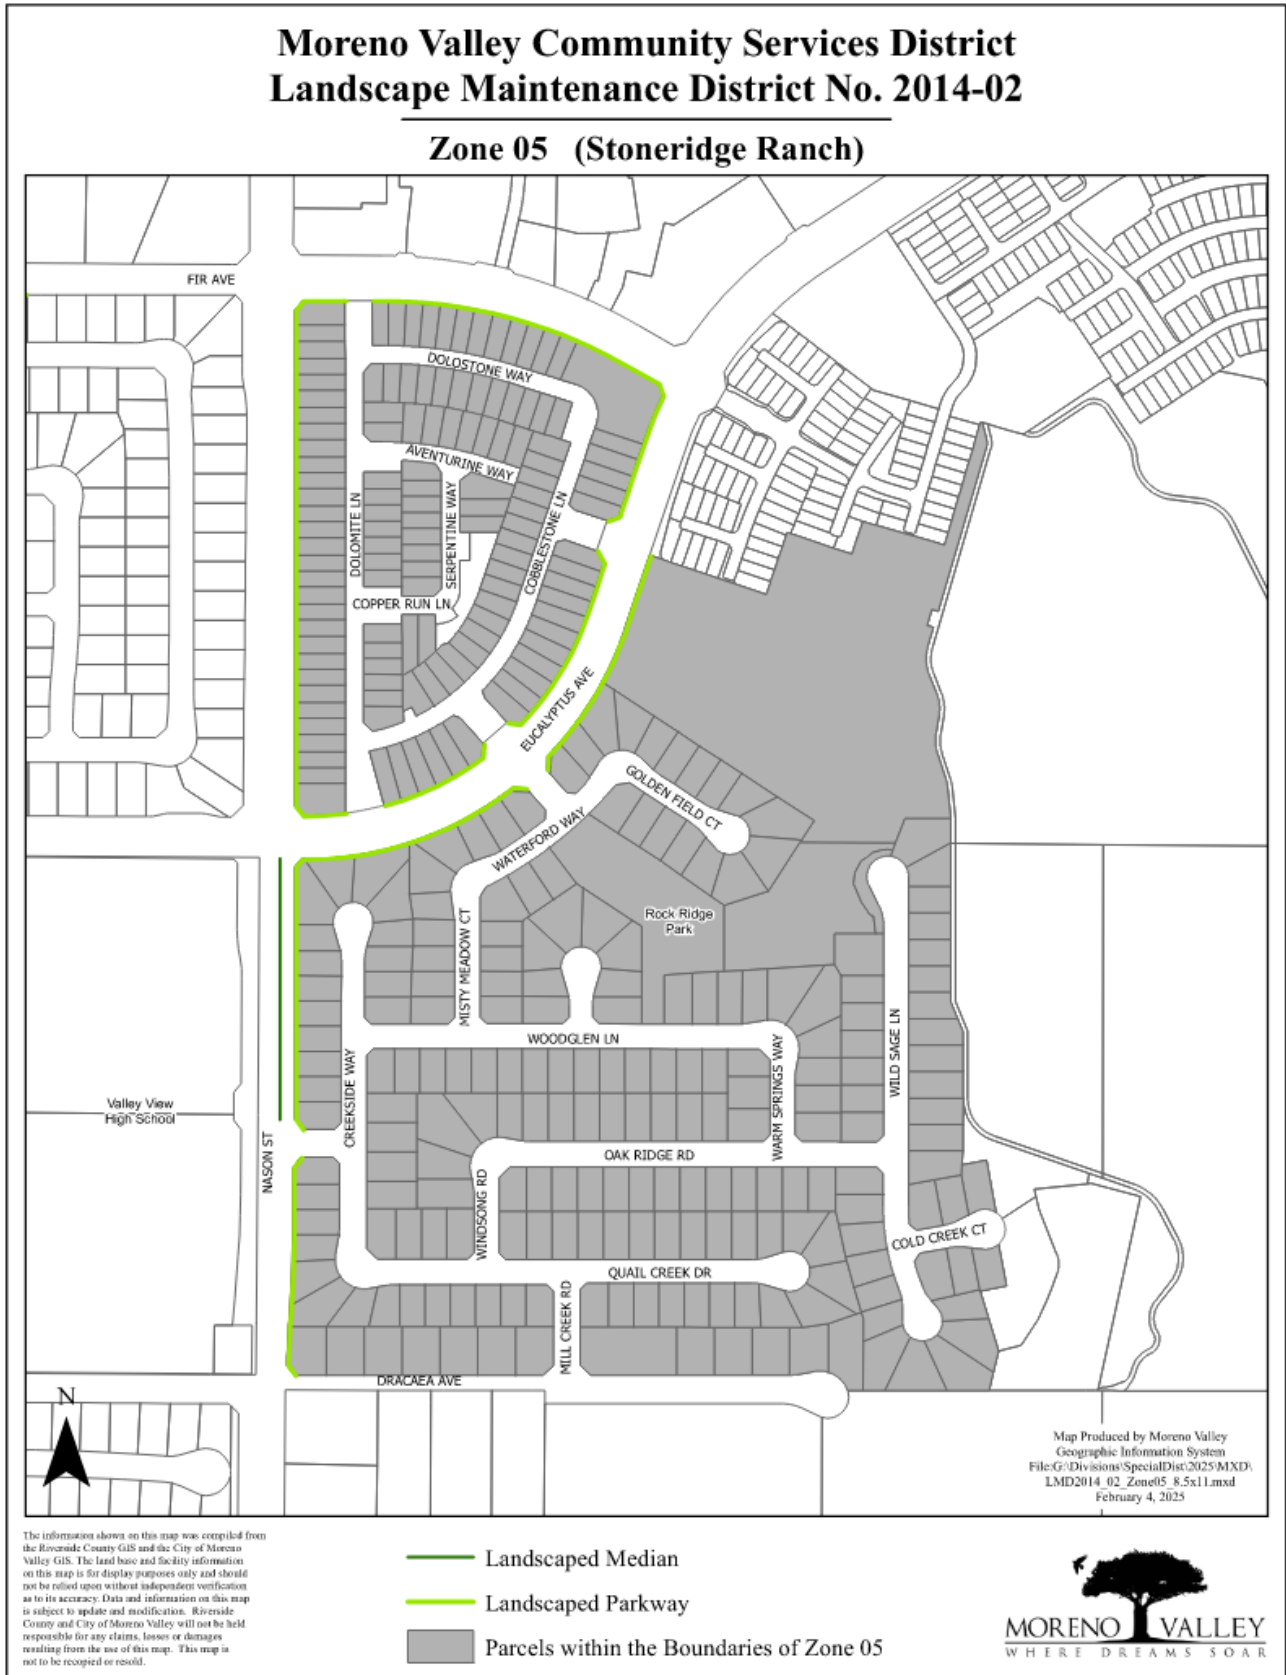 Moreno Valley Community Services District
Landscape Maintenance District No. 2014-02
Zone 05 (Stoneridge Ranch)
FIR AVE
DOLOSTONE WAY
AVENTURINE WAY
DOLOMITE LN
SERPENTINE WAY
COBBLESTONE LN
COPPER RUN LN
EUCALYPTUS AVE
GOLDEN FIELD CT
WATERFORD WAY
Rock Ridge
Park
MISTY MEADOW CT
WOODGLEN LN
WILD SAGE LN
CREEKSIDE WAY
WARM SPRINGS WAY
Valley View
High School
NASON ST
OAK RIDGE RD
WINDSONG RD
COLD CREEK CT
QUAIL CREEK DR
MILL CREEK RD
DRACAEA AVE
N
Map Produced by Moreno Valley
Geographic Information System
File:G:\Divisions\SpecialDist\2025\MXD\
LMD2014_02_Zone05_8.5x11.mxd
February 4, 2025
The information shown on this map was compiled from
the Riverside County GIS and the City of Moreno
Valley GIS. The land base and facility information
on this map is for display purposes only and should
not be relied upon without independent verification
as to its accuracy. Data and information on this map
is subject to update and modification. Riverside
County and City of Moreno Valley will not be held
responsible for any claims, losses or damages
resulting from the use of this map. This map is
not to be recopied or resold.
Landscaped Median
Landscaped Parkway
Parcels within the Boundaries of Zone 05
MORENO VALLEY
WHERE DREAMS SOAR